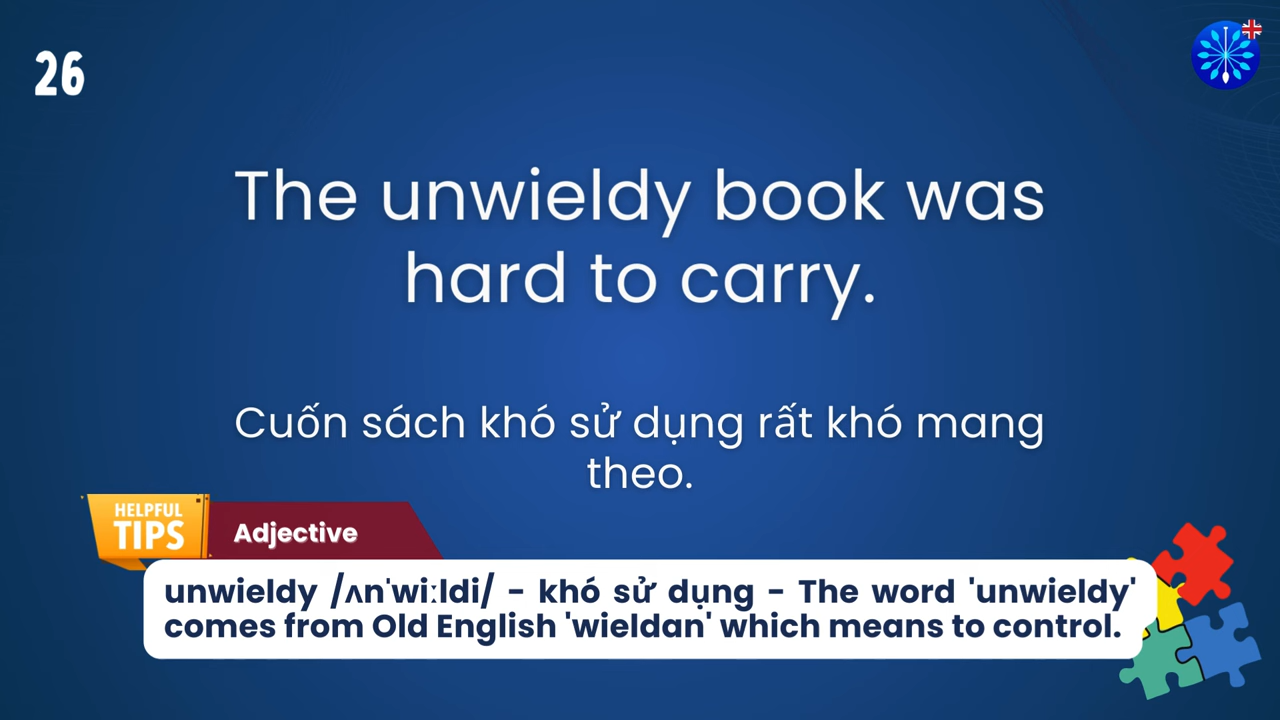 26
The unwieldy book was
hard to carry.
Cuốn sách khó sử dụng rất khó mang
theo.
HELPFUL
TIPS
Adjective
unwieldy /ʌnˈwiːldi/ - khó sử dụng - The word 'unwieldy'
comes from Old English 'wieldan' which means to control.